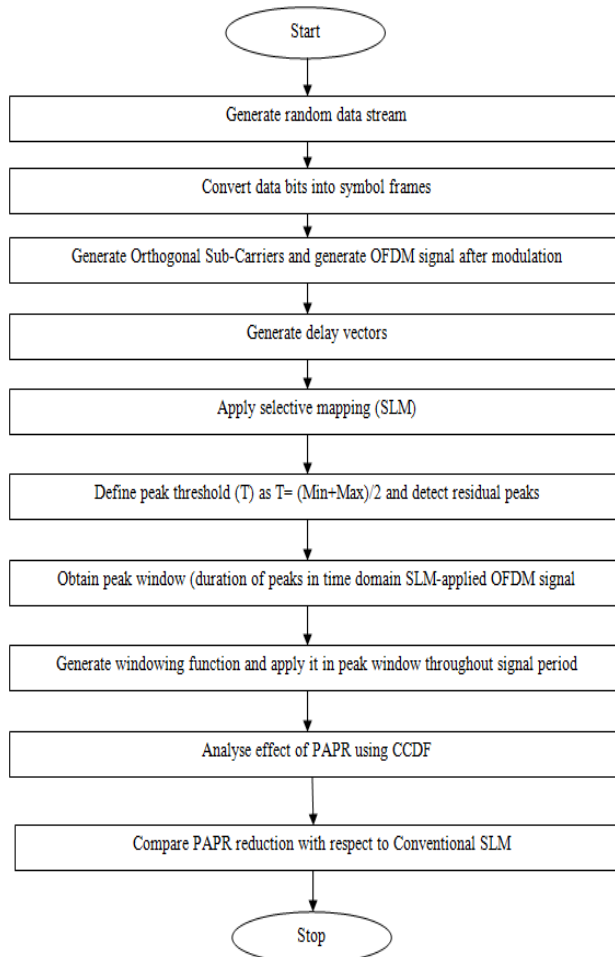 Start
Generate random data stream
Convert data bits into symbol frames
Generate Orthogonal Sub-Carriers and generate OFDM signal after modulation
Generate delay vectors
Apply selective mapping (SLM)
Define peak threshold (T) as T= (Min+Max)/2 and detect residual peaks
Obtain peak window (duration of peaks in time domain SLM-applied OFDM signal
Generate windowing function and apply it in peak window throughout signal period
Analyse effect of PAPR using CCDF
Compare PAPR reduction with respect to Conventional SLM
Stop